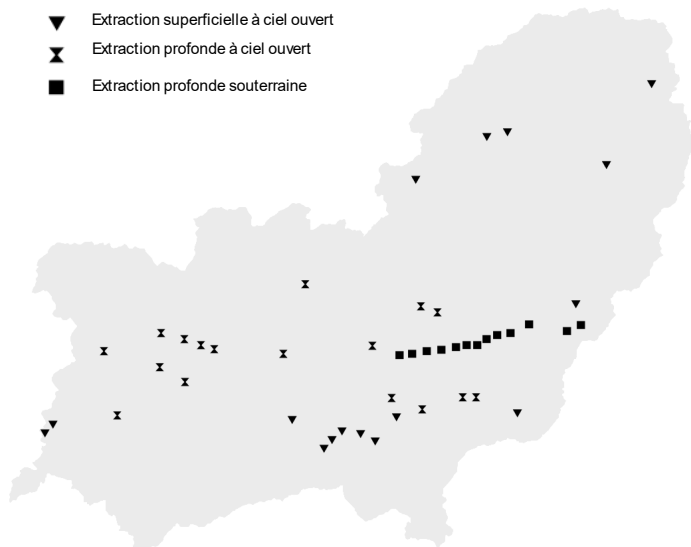 Extraction superficielle à ciel ouvert
Extraction profonde à ciel ouvert
Extraction profonde souterraine